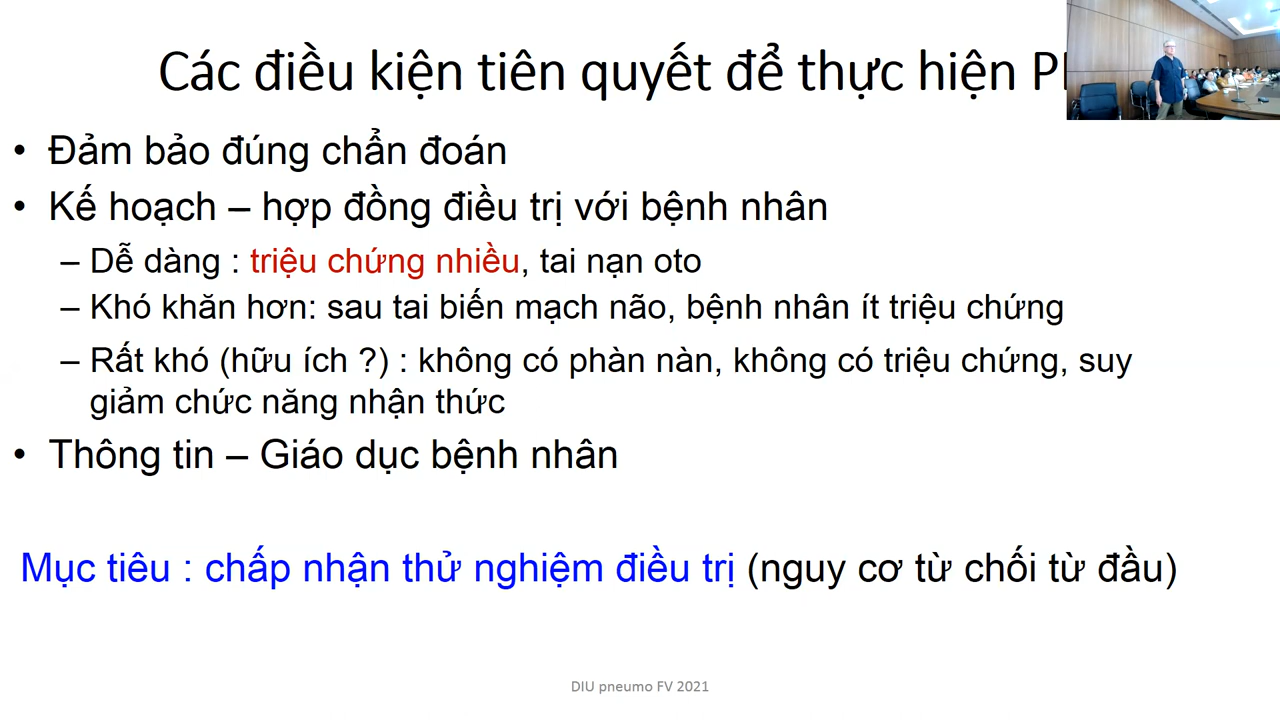 Các điều kiện tiên quyết để thực hiện
• Đảm bảo đúng chẩn đoán
• Kế hoạch – hợp đồng điều trị với bệnh nhân
– Dễ dàng : triệu chứng nhiều, tai nạn oto
– Khó khăn hơn: sau tai biến mạch não, bệnh nhân ít triệu chứng
– Rất khó (hữu ích ?) : không có phàn nàn, không có triệu chứng, suy
giảm chức năng nhận thức
• Thông tin – Giáo dục bệnh nhân
Mục tiêu : chấp nhận thử nghiệm điều trị (nguy cơ từ chối từ đầu)
DIU pneumo FV 2021